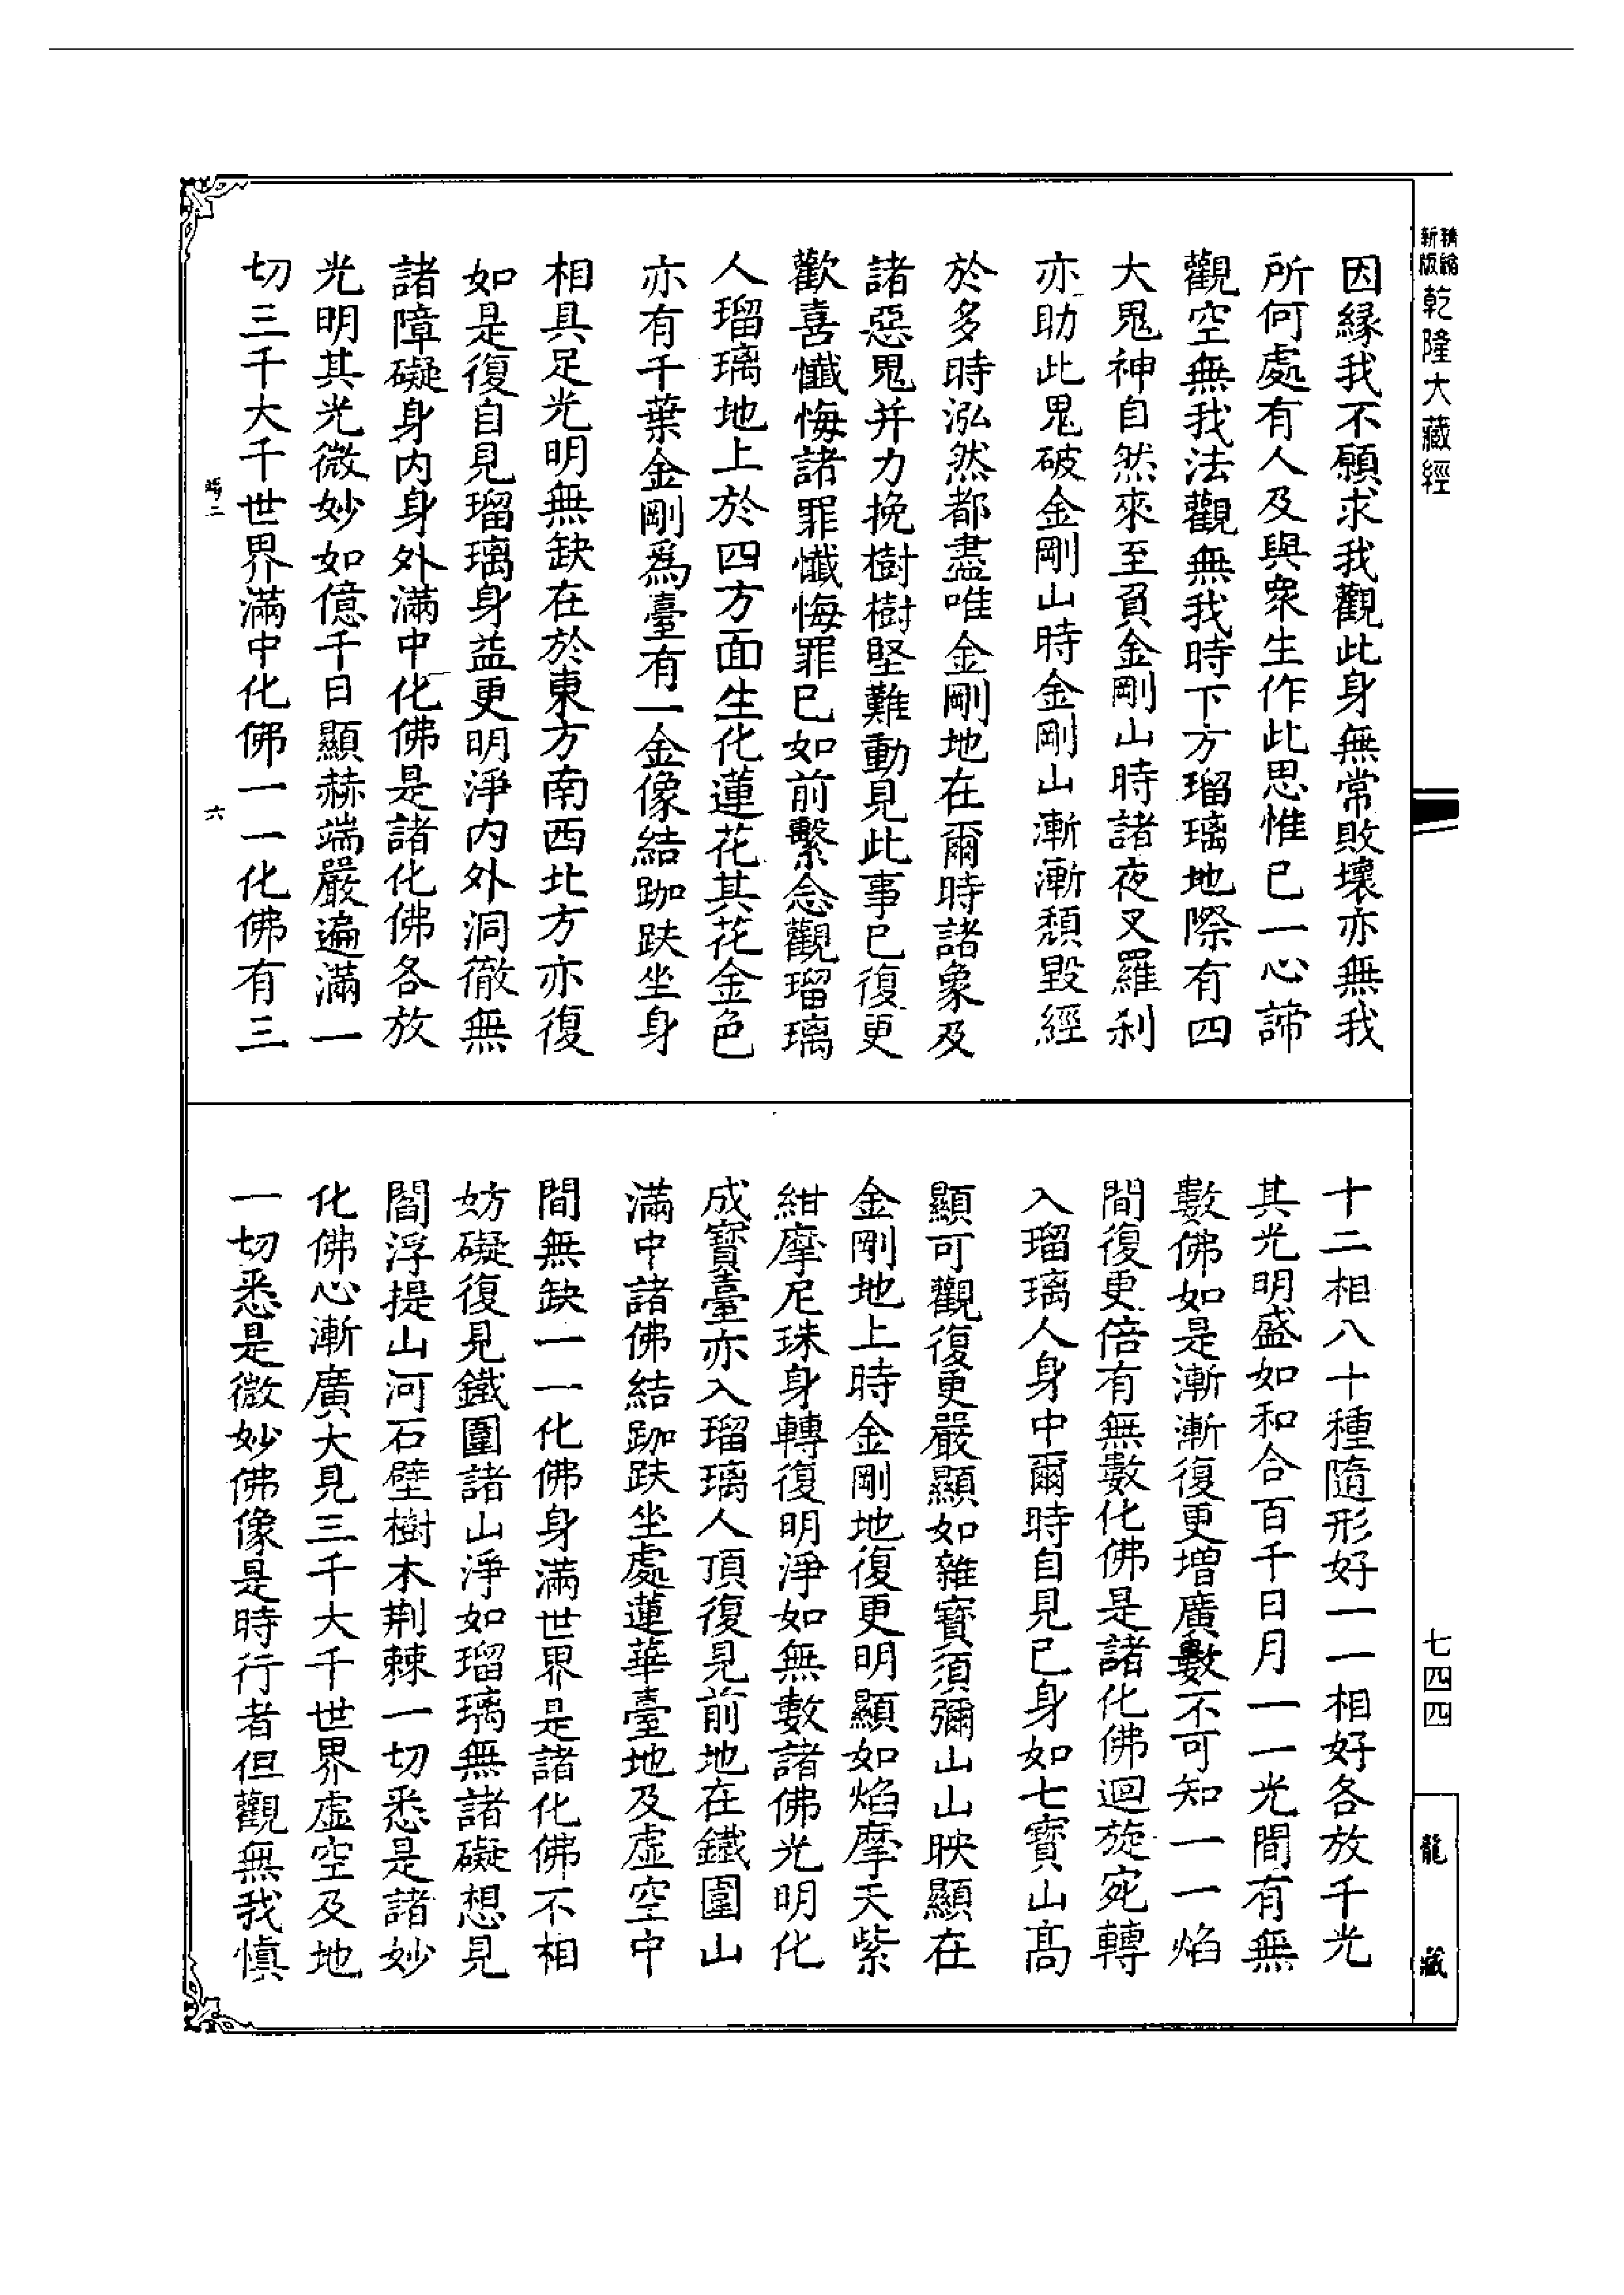 精縮
新版
乾隆大藏經
因緣我不願求我觀此身無常敗壞亦無我
所何處有人及與衆生作此思惟已一心諦
觀空無我法觀無我時下方瑠璃地際有四
大鬼神自然來至負金剛山時諸夜叉羅刹
亦助此鬼破金剛山時金剛山漸漸頹毀經
於多時泓然都盡唯金剛地在爾時諸象及
諸惡鬼并力挽樹樹堅難動見此事已復更
歡喜懺悔諸罪懺悔罪已如前繫念觀瑠璃
人瑠璃地上於四方面生化蓮花其花金色
亦有千葉金剛爲臺有一金像結跏趺坐身
相具足光明無缺在於東方南西北方亦復
如是復自見瑠璃身益更明淨内外洞徹無
諸障礙身内身外滿中化佛是諸化佛各放
光明其光微妙如億千日顯赫端嚴遍滿一
切三千大千世界滿中化佛一一化佛有三
六
十二相八十種隨形好一一相好各放千光
其光明盛如和合百千日月一一光間有無
數佛如是漸漸復更增廣數不可知一一焰
間復更倍有無數化佛是諸化佛迴旋宛轉
入瑠璃人身中爾時自見已身如七寶山高
顯可觀復更嚴顯如雜寶須彌山山映顯在
金剛地上時金剛地復更明顯如焰摩天紫
紺摩尼珠身轉復明淨如無數諸佛光明化
成寶臺亦入瑠璃人頂復見前地在鐵圍山
滿中諸佛結跏趺坐處蓮華臺地及虛空中
間無缺一一化佛身滿世界是諸化佛不相
妨礙復見鐵圍諸山淨如瑠璃無諸礙想見
閻浮提山河石壁樹木荆棘一切悉是諸妙
化佛心漸廣大見三千大千世界虛空及地
一切悉是微妙佛像是時行者但觀無我慎
七四四
龍藏